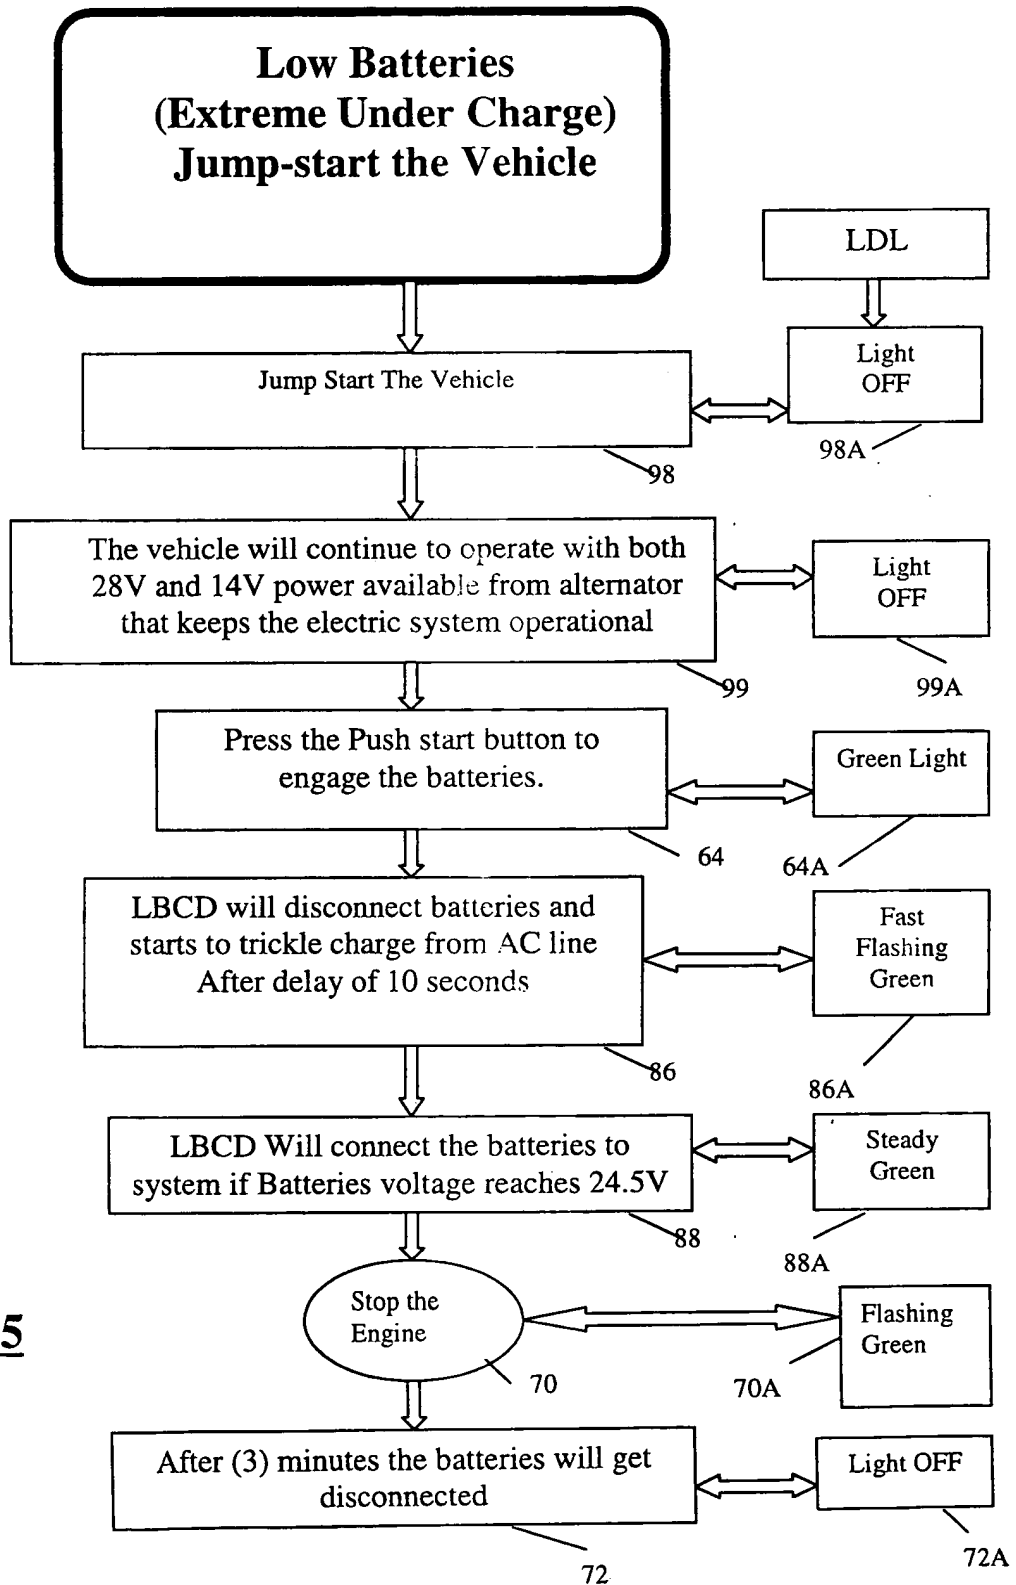 Low Batteries
(Extreme Under Charge)
Jump-start the Vehicle
LDL
Jump Start The Vehicle
Light
OFF
98
98A
The vehicle will continue to operate with both
28V and 14V power available from alternator
that keeps the electric system operational
Light
OFF
99
99A
Press the Push start button to
engage the batteries.
Green Light
64
64A
LBCD will disconnect batteries and
starts to trickle charge from AC line
After delay of 10 seconds
Fast
Flashing
Green
86
86A
LBCD Will connect the batteries to
system if Batteries voltage reaches 24.5V
Steady
Green
88
88A
Stop the
Engine
Flashing
Green
5
70
70A
After (3) minutes the batteries will get
disconnected
Light OFF
72
72A